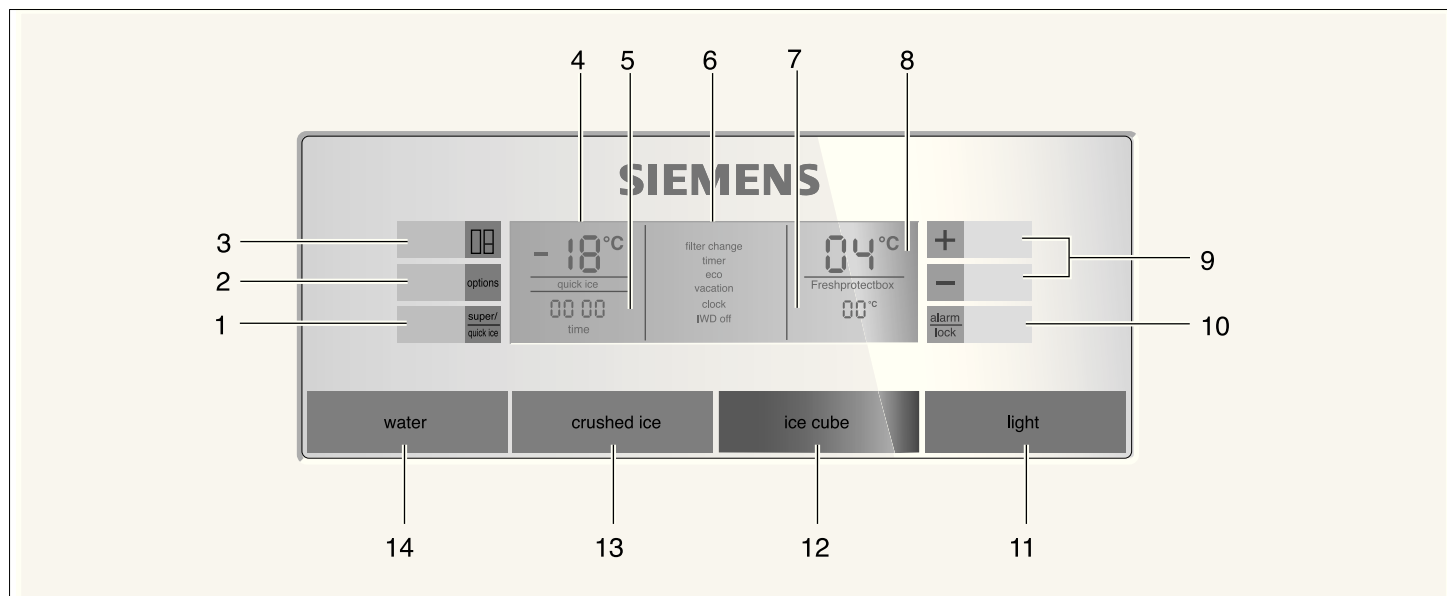 4 5 6 7 8
SIEMENS
3
-18°C
filter change
04°C
+
timer
9
2
options
eco
quick ice
vacation
Freshprotectbox
−
1
super/
quick ice
00 00
time
clock
IWD off
00°C
alarm
lock
10
water crushed ice ice cube light
14 13 12 11